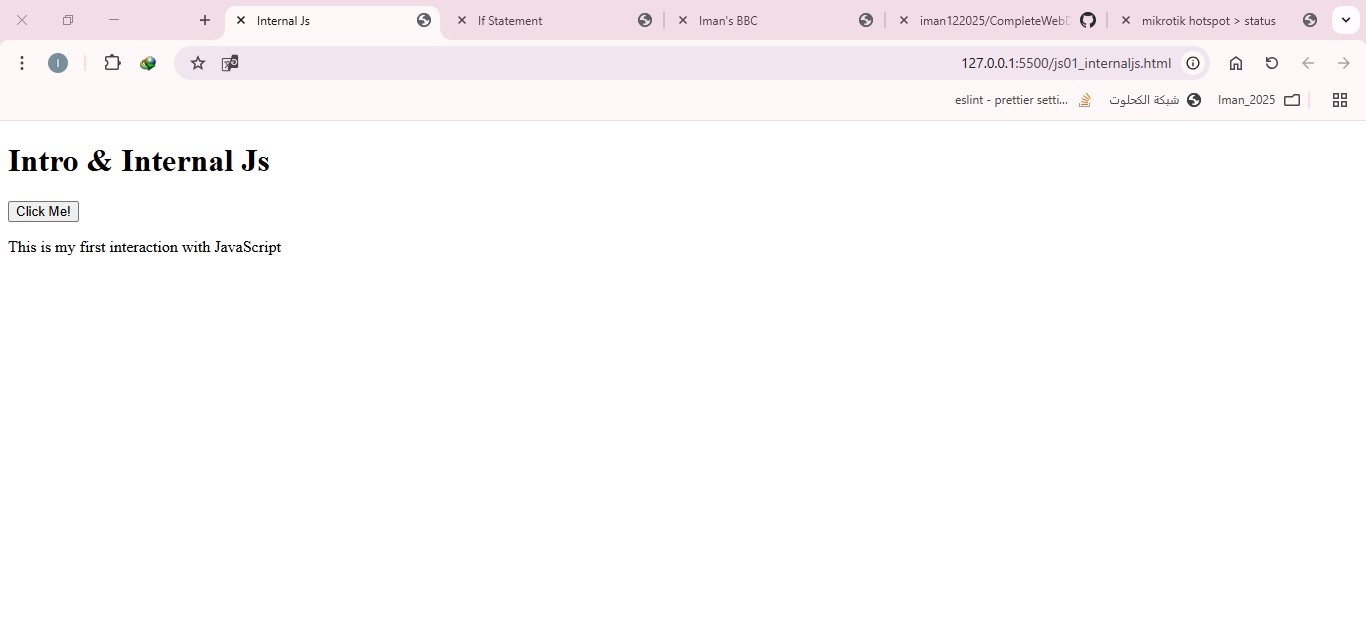 Internal Js
If Statement
Iman's BBC
iman122025/CompleteWeb
mikrotik hotspot > status
I
127.0.0.1:5500/js01_internaljs.html
eslint - prettier setti...
شبكة الكحلوت
Iman_2025
Intro & Internal Js
Click Me!
This is my first interaction with JavaScript